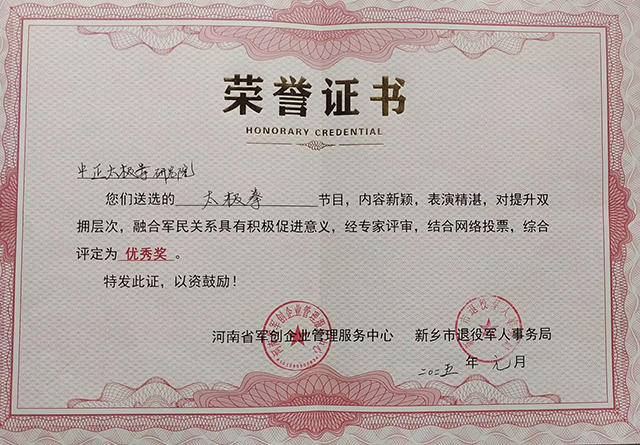 荣誉证书
HONORARY CREDENTIAL
中正太极拳研究院
您们送选的 太极拳 节目，内容新颖，表演精湛，对提升双
拥层次，融合军民关系具有积极促进意义，经专家评审，结合网络投票，综合
评定为 优秀奖 。
特发此证，以资鼓励！
河南省军创企业管理服务中心 新乡市退役军人事务局
二〇二五 年 元 月